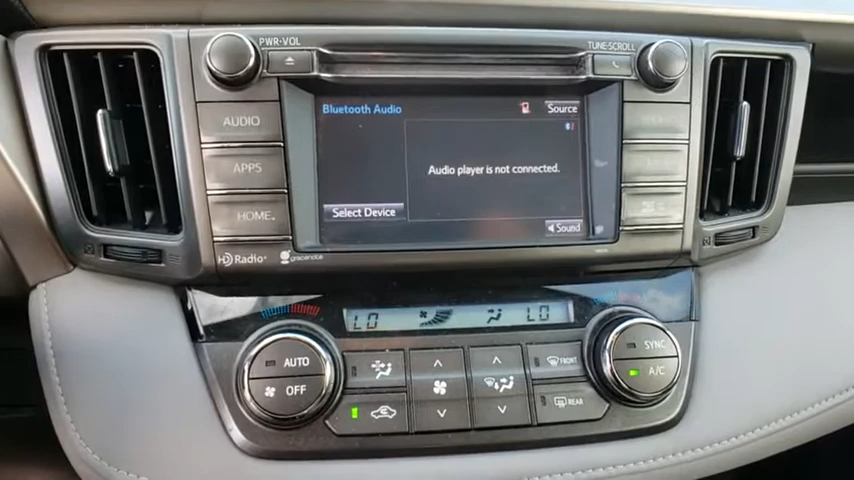 PWR•VOL
TUNE•SCROLL
AUDIO
APPS
HOME
Bluetooth Audio
Source
Audio player is not connected.
Select Device
Sound
HD Radio
gracenote
LO
LO
AUTO
OFF
FRONT
REAR
SYNC
A/C